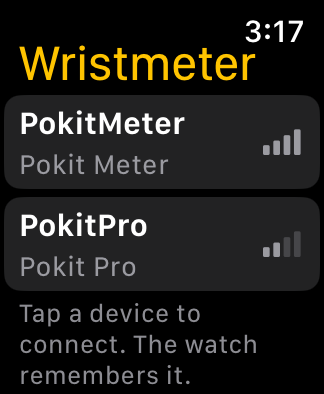 3:17
Wristmeter
PokitMeter
Pokit Meter
PokitPro
Pokit Pro
Tap a device to
connect. The watch
remembers it.